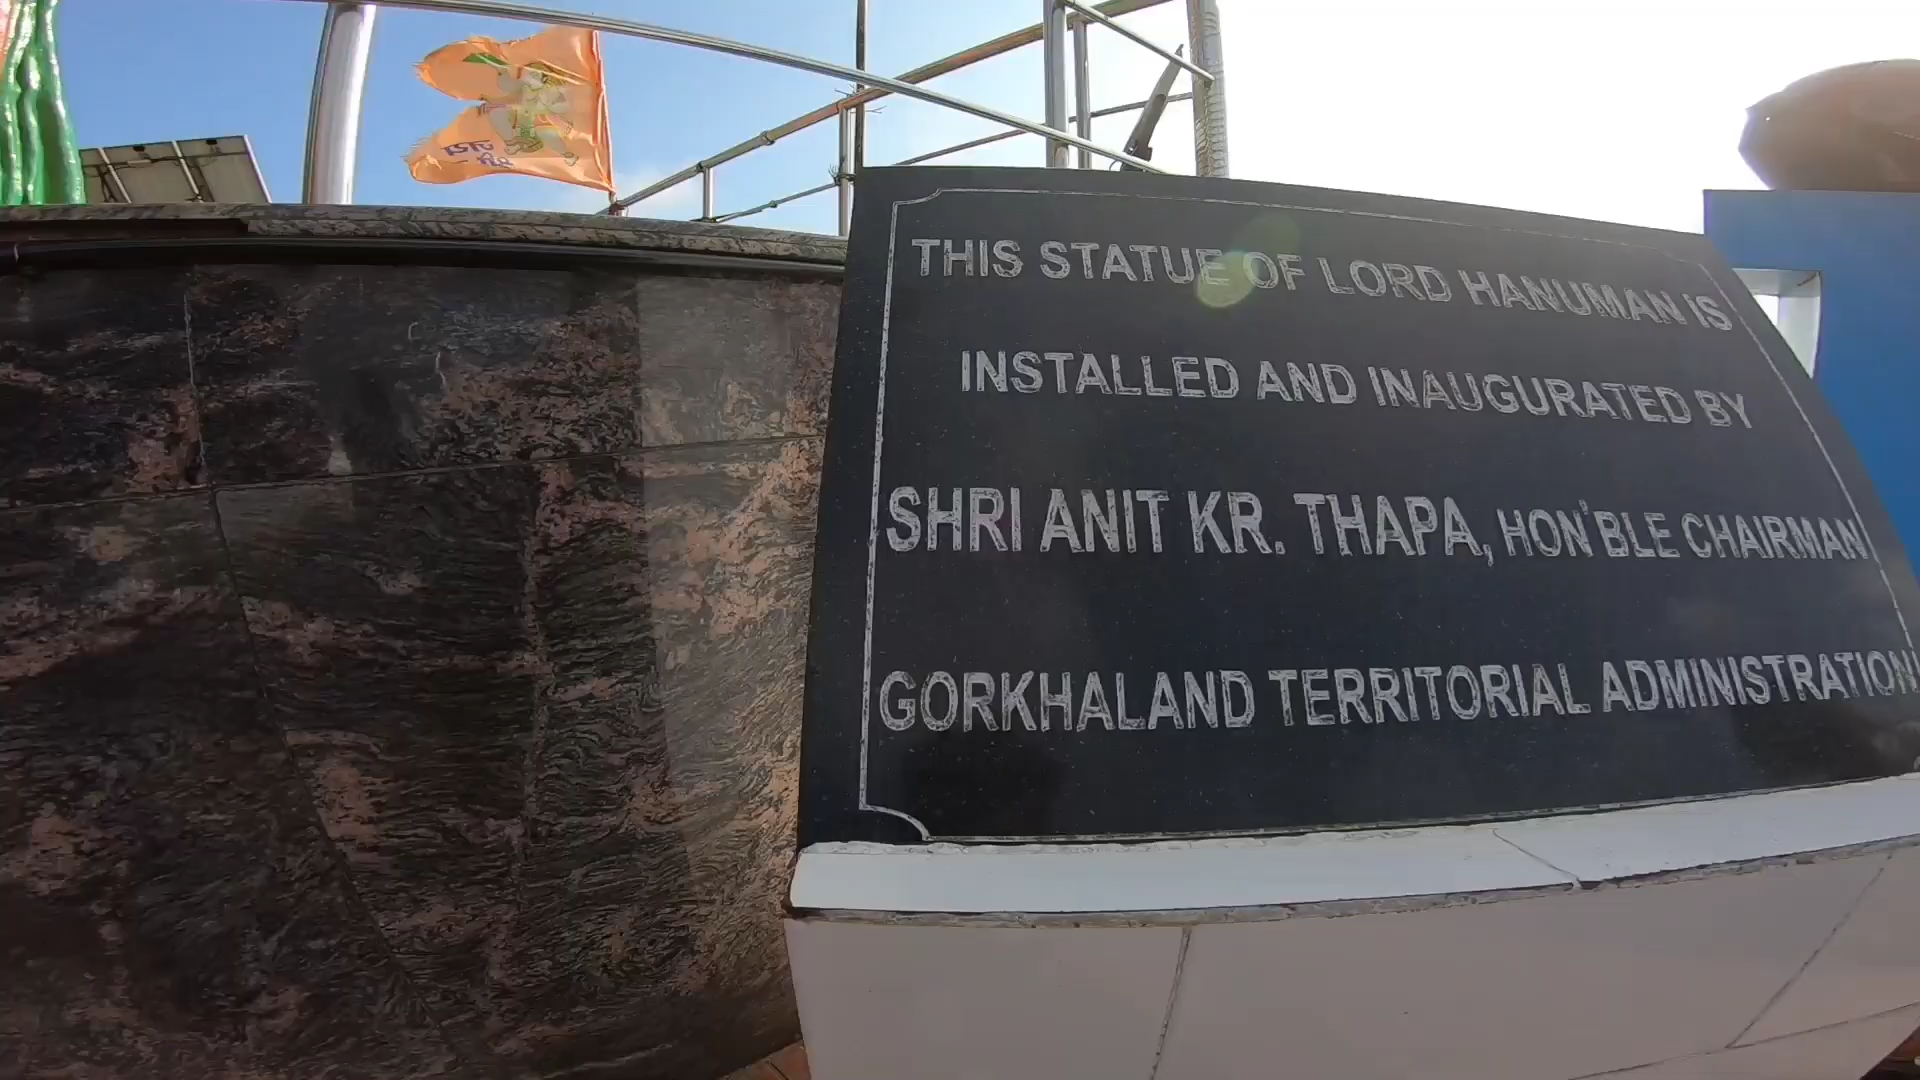 THIS STATUE OF LORD HANUMAN IS
INSTALLED AND INAUGURATED BY
SHRI ANIT KR. THAPA, HON'BLE CHAIRMAN
GORKHALAND TERRITORIAL ADMINISTRATION